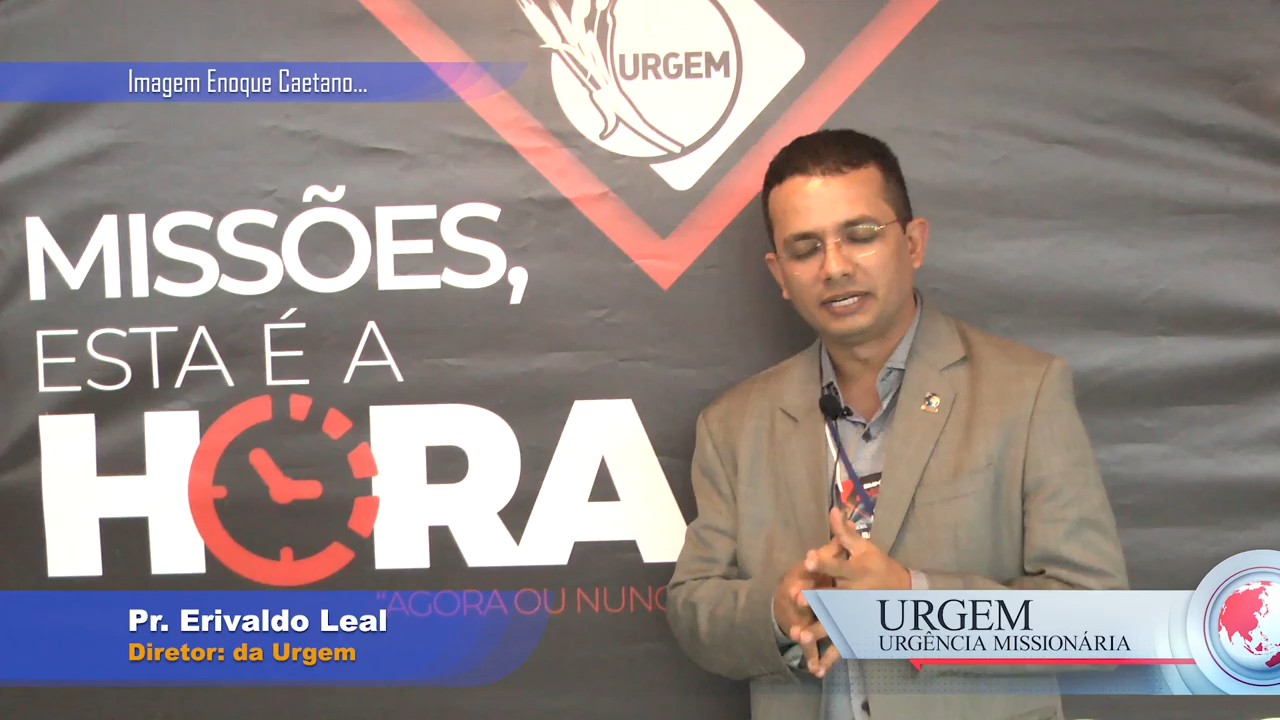 Imagem Enoque Caetano...
URGEM
MISSÕES,
ESTA É A
HORA
"AGORA OU NUNC
Pr. Erivaldo Leal
Diretor: da Urgem
URGEM
URGÊNCIA MISSIONÁRIA